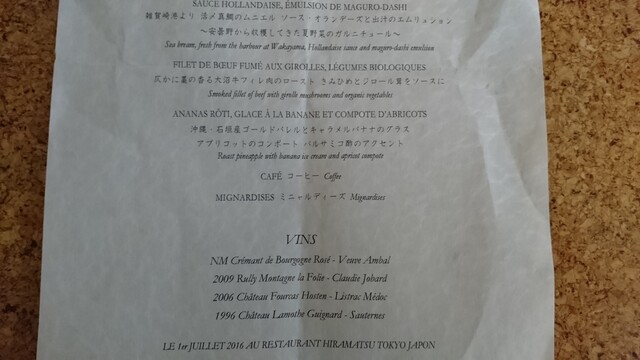 SAUCE HOLLANDAISE, ÉMULSION DE MAGURO-DASHI
雑賀崎港より 活〆真鯛のムニエル ソース・オランデーズと出汁のエムリュション
～安曇野から収穫してきた夏野菜のガルニチュール～
Sea bream, fresh from the harbour at Wakayama, Hollandaise sauce and maguro-dashi emulsion
FILET DE BŒUF FUMÉ AUX GIROLLES, LÉGUMES BIOLOGIQUES
仄かに藁の香る大沼牛フィレ肉のロースト きみひめとジロール茸をソースに
Smoked fillet of beef with girolle mushrooms and organic vegetables
ANANAS RÔTI, GLACE À LA BANANE ET COMPOTE D'ABRICOTS
沖縄・石垣産ゴールドバレルとキャラメルバナナのグラス
アプリコットのコンポート バルサミコ酢のアクセント
Roast pineapple with banana ice cream and apricot compote
CAFÉ コーヒー Coffee
MIGNARDISES ミニャルディーズ Mignardises
VINS
NM Crémant de Bourgogne Rosé - Veuve Ambal
2009 Rully Montagne la Folie - Claudie Jobard
2006 Château Fourcas Hosten - Listrac Médoc
1996 Château Lamothe Guignard - Sauternes
LE 1er JUILLET 2016 AU RESTAURANT HIRAMATSU TOKYO JAPON